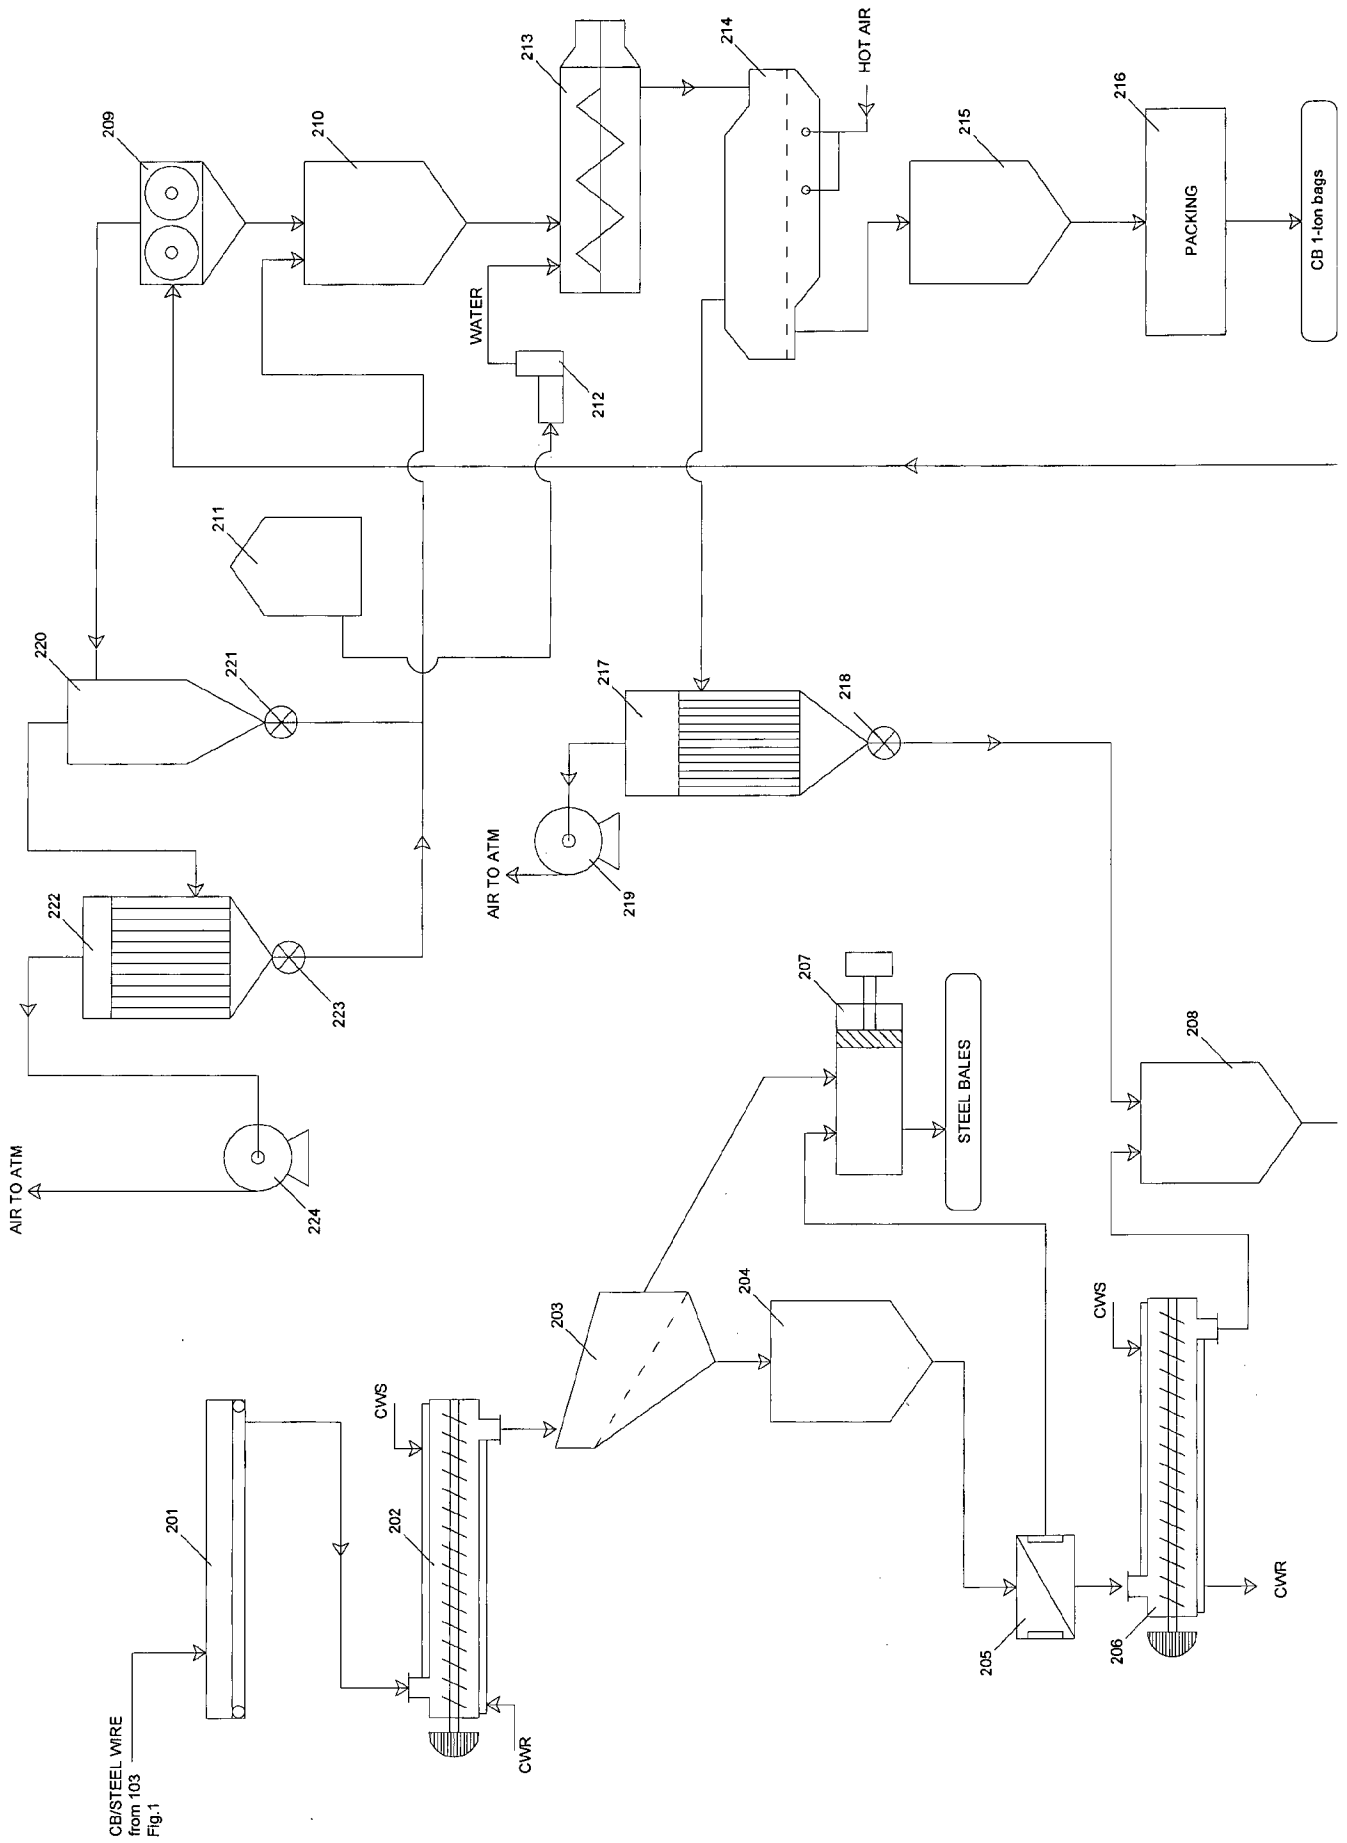 CB/STEEL WIRE
from 103
Fig.1
201
202
CWS
CWR
203
204
205
206
CWS
CWR
207
STEEL BALES
208
AIR TO ATM
224
222
223
220
221
211
AIR TO ATM
219
217
218
209
210
WATER
212
213
214
HOT AIR
215
216
PACKING
CB 1-ton bags